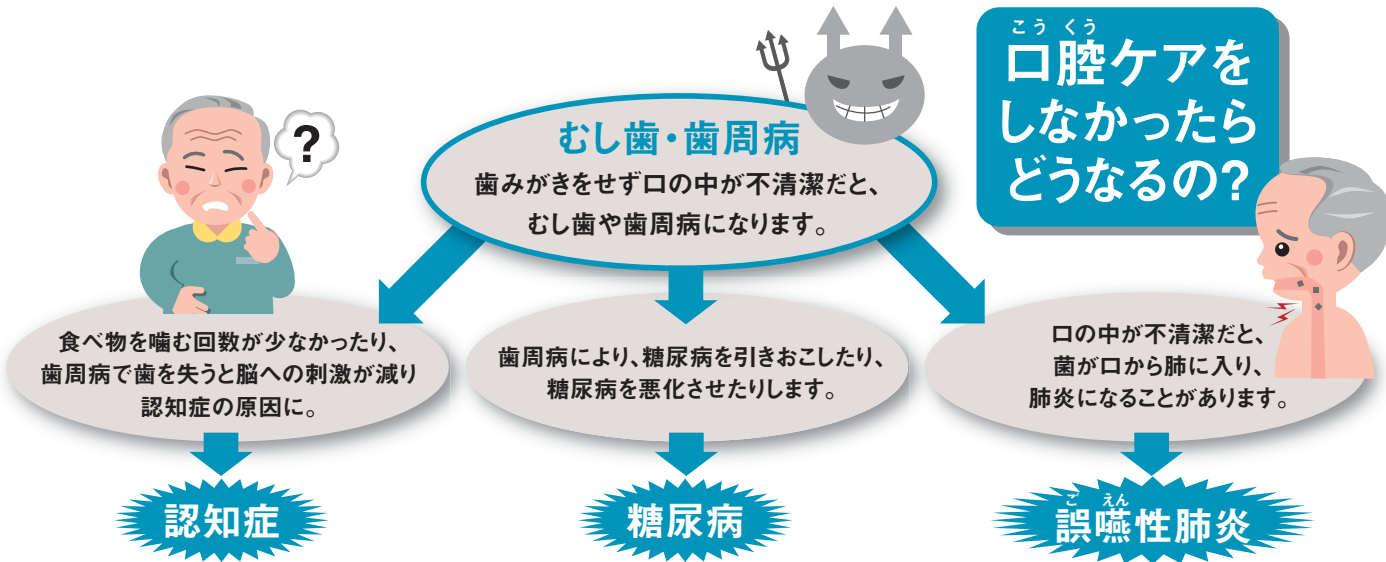 こうくう
口腔ケアを
しなかったら
どうなるの?
むし歯・歯周病
歯みがきをせず口の中が不清潔だと、
むし歯や歯周病になります。
?
食べ物を噛む回数が少なかったり、
歯周病で歯を失うと脳への刺激が減り
認知症の原因に。
認知症
歯周病により、糖尿病を引きおこしたり、
糖尿病を悪化させたりします。
糖尿病
口の中が不清潔だと、
菌が口から肺に入り、
肺炎になることがあります。
ごえん
誤嚥性肺炎